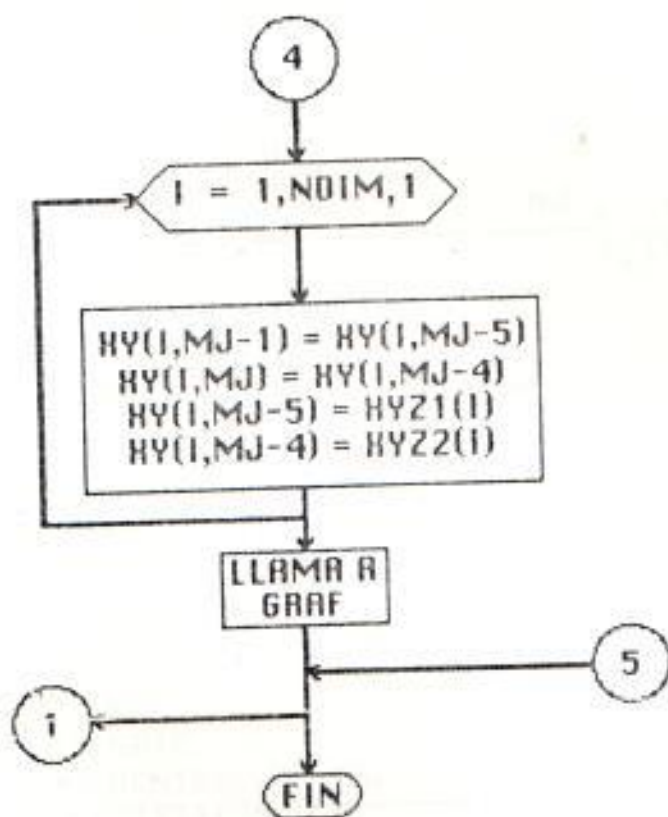 4
I = 1,NDIM,1
XY(I,MJ-1) = XY(I,MJ-5)
XY(I,MJ) = XY(I,MJ-4)
XY(I,MJ-5) = XYZ1(I)
XY(I,MJ-4) = XYZ2(I)
LLAMA A
GRAF
5
1
FIN